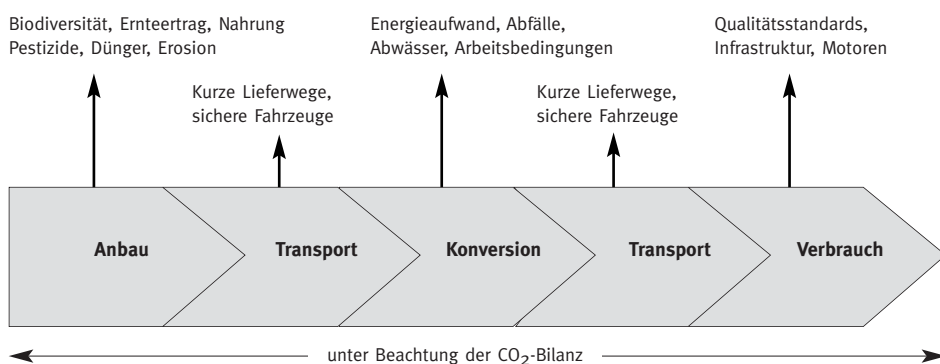 Biodiversität, Ernteertrag, Nahrung
Pestizide, Dünger, Erosion
Energieaufwand, Abfälle,
Abwässer, Arbeitsbedingungen
Qualitätsstandards,
Infrastruktur, Motoren
Kurze Lieferwege,
sichere Fahrzeuge
Kurze Lieferwege,
sichere Fahrzeuge
Anbau
Transport
Konversion
Transport
Verbrauch
unter Beachtung der CO₂-Bilanz